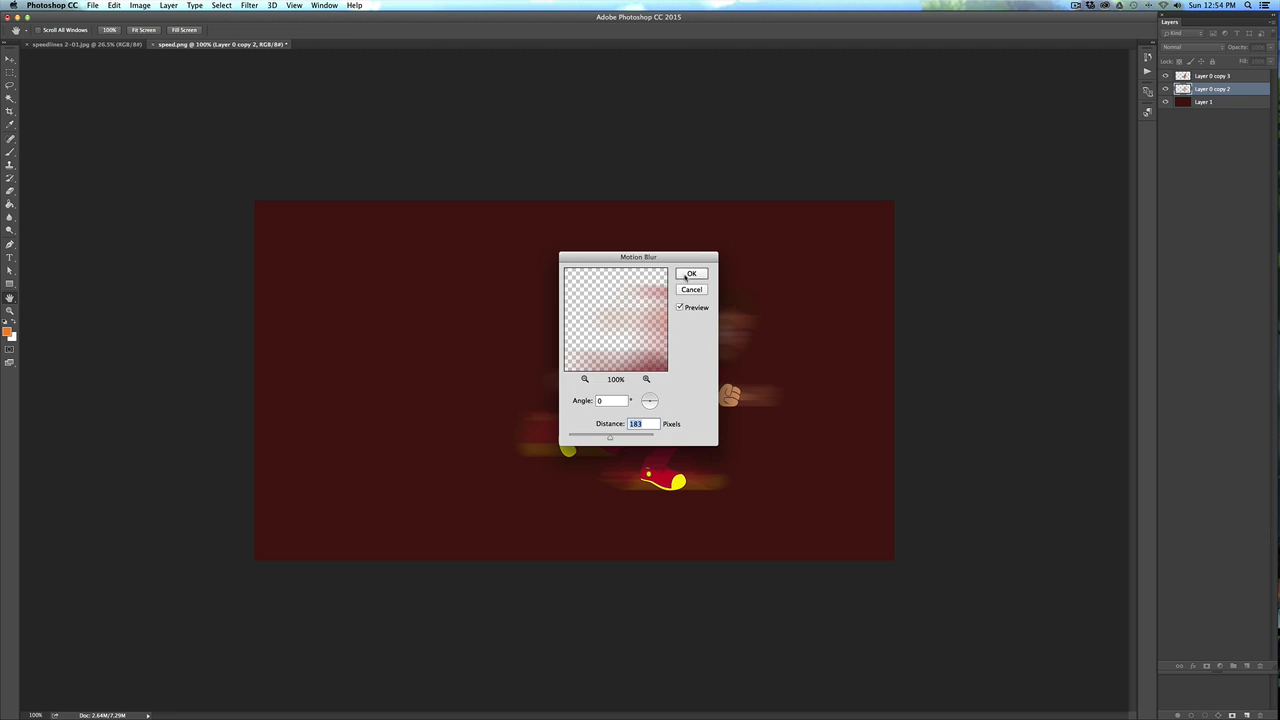 Photoshop CC File Edit Image Layer Type Select Filter 3D View Window Help Sun 12:54 PM
Adobe Photoshop CC 2015
Scroll All Windows 100% Fit Screen Fill Screen
× speedlines 2-01.jpg @ 26.5% (RGB/8#) × speed.png @ 100% (Layer 0 copy 2, RGB/8#) *
Layers
Kind
Normal Opacity: 100%
Lock: Fill: 100%
Layer 0 copy 3
Layer 0 copy 2
Layer 1
Motion Blur
OK
Cancel
Preview
100%
Angle: 0 °
Distance: 183 Pixels
100% Doc: 2.64M/7.29M